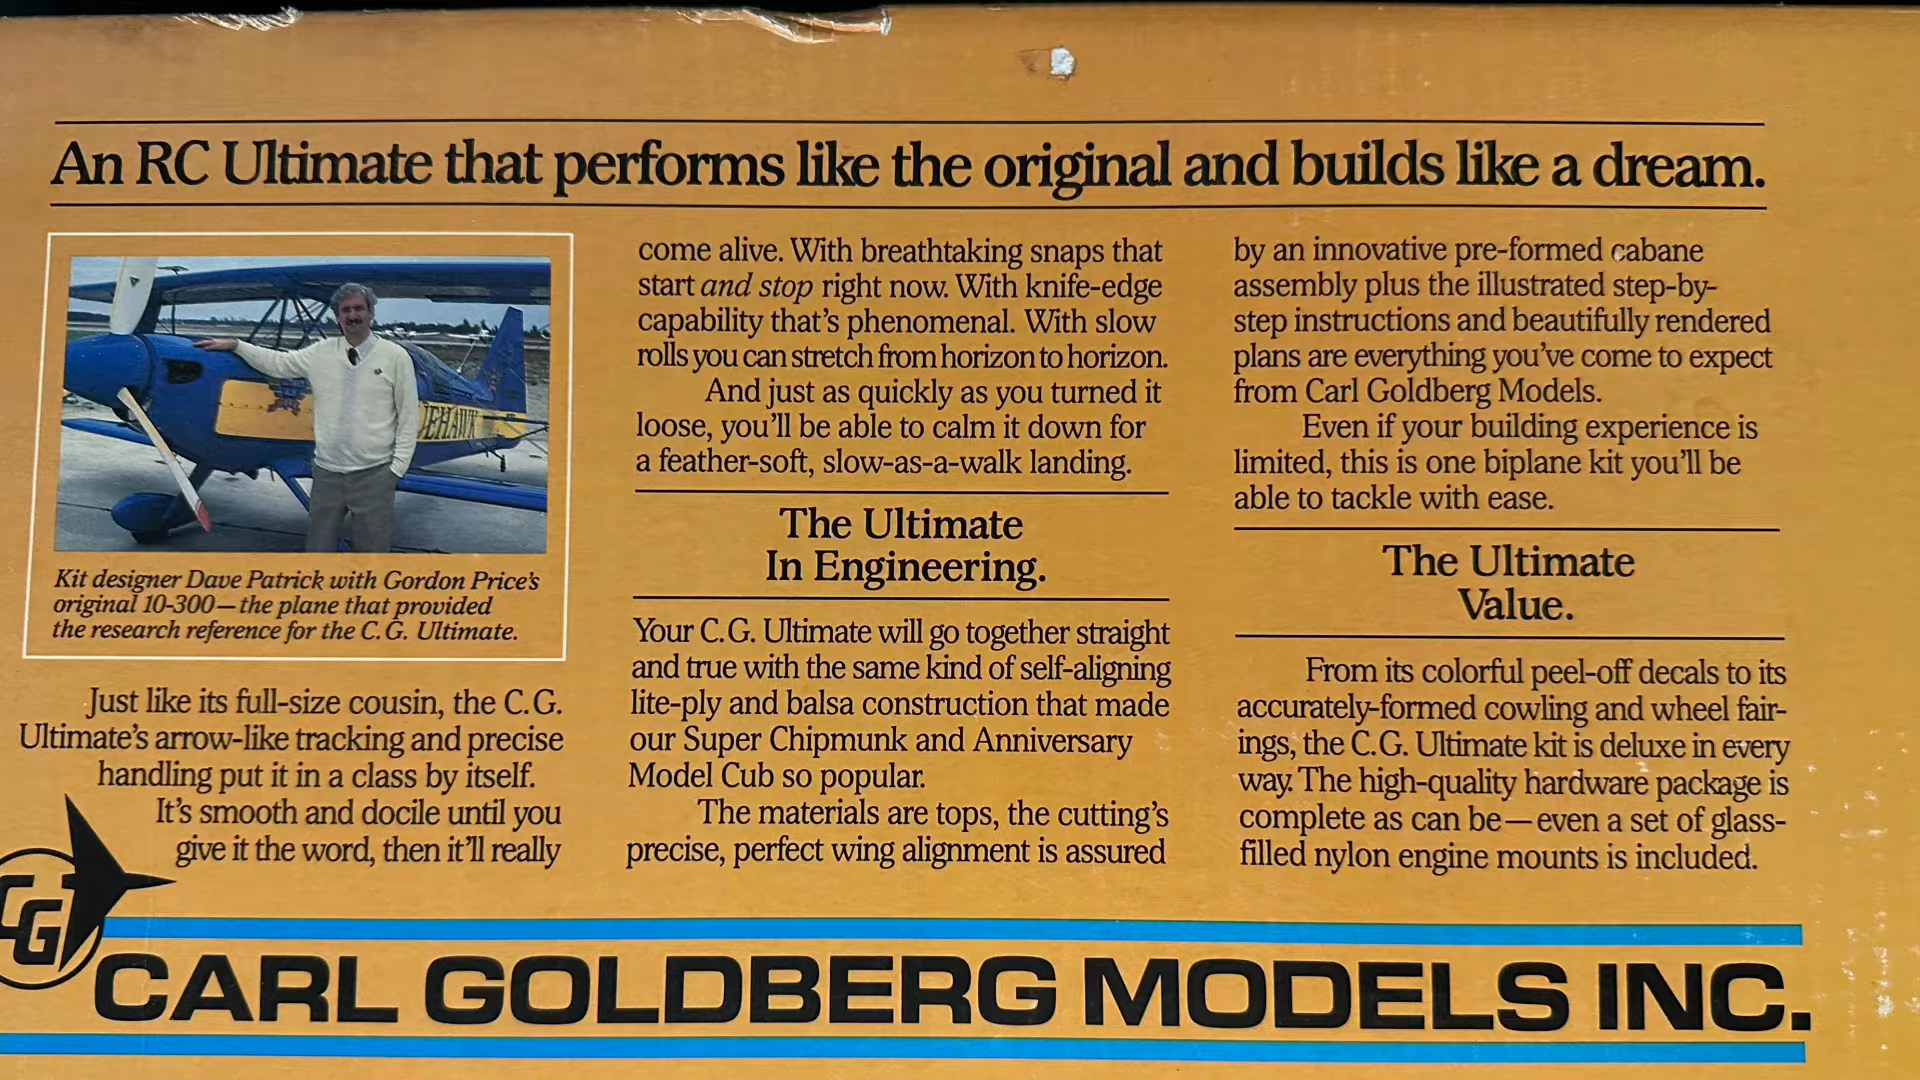 An RC Ultimate that performs like the original and builds like a dream.
JEHAWK
Kit designer Dave Patrick with Gordon Price's
original 10-300—the plane that provided
the research reference for the C.G. Ultimate.
Just like its full-size cousin, the C.G.
Ultimate's arrow-like tracking and precise
handling put it in a class by itself.
It's smooth and docile until you
give it the word, then it'll really
come alive. With breathtaking snaps that
start and stop right now. With knife-edge
capability that's phenomenal. With slow
rolls you can stretch from horizon to horizon.
And just as quickly as you turned it
loose, you'll be able to calm it down for
a feather-soft, slow-as-a-walk landing.
The Ultimate
In Engineering.
Your C.G. Ultimate will go together straight
and true with the same kind of self-aligning
lite-ply and balsa construction that made
our Super Chipmunk and Anniversary
Model Cub so popular.
The materials are tops, the cutting's
precise, perfect wing alignment is assured
by an innovative pre-formed cabane
assembly plus the illustrated step-by-
step instructions and beautifully rendered
plans are everything you've come to expect
from Carl Goldberg Models.
Even if your building experience is
limited, this is one biplane kit you'll be
able to tackle with ease.
The Ultimate
Value.
From its colorful peel-off decals to its
accurately-formed cowling and wheel fair-
ings, the C.G. Ultimate kit is deluxe in every
way. The high-quality hardware package is
complete as can be—even a set of glass-
filled nylon engine mounts is included.
CG
CARL GOLDBERG MODELS INC.